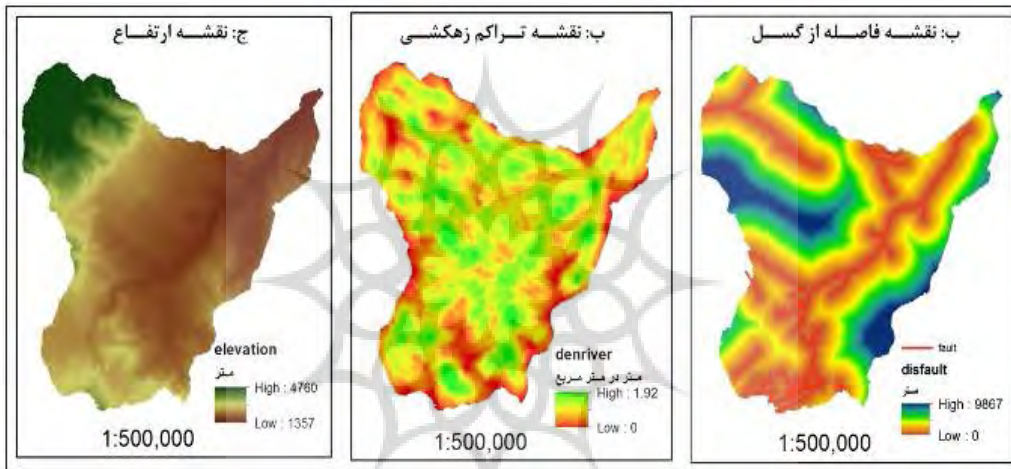 ب: نقشه فاصله از گسل
fault
disfault
متر
High : 9867
Low : 0
1:500,000
ب: نقشه تراکم زهکشی
denriver
متر در متر مربع
High : 1.92
Low : 0
1:500,000
ج: نقشه ارتفاع
elevation
متر
High : 4760
Low : 1357
1:500,000